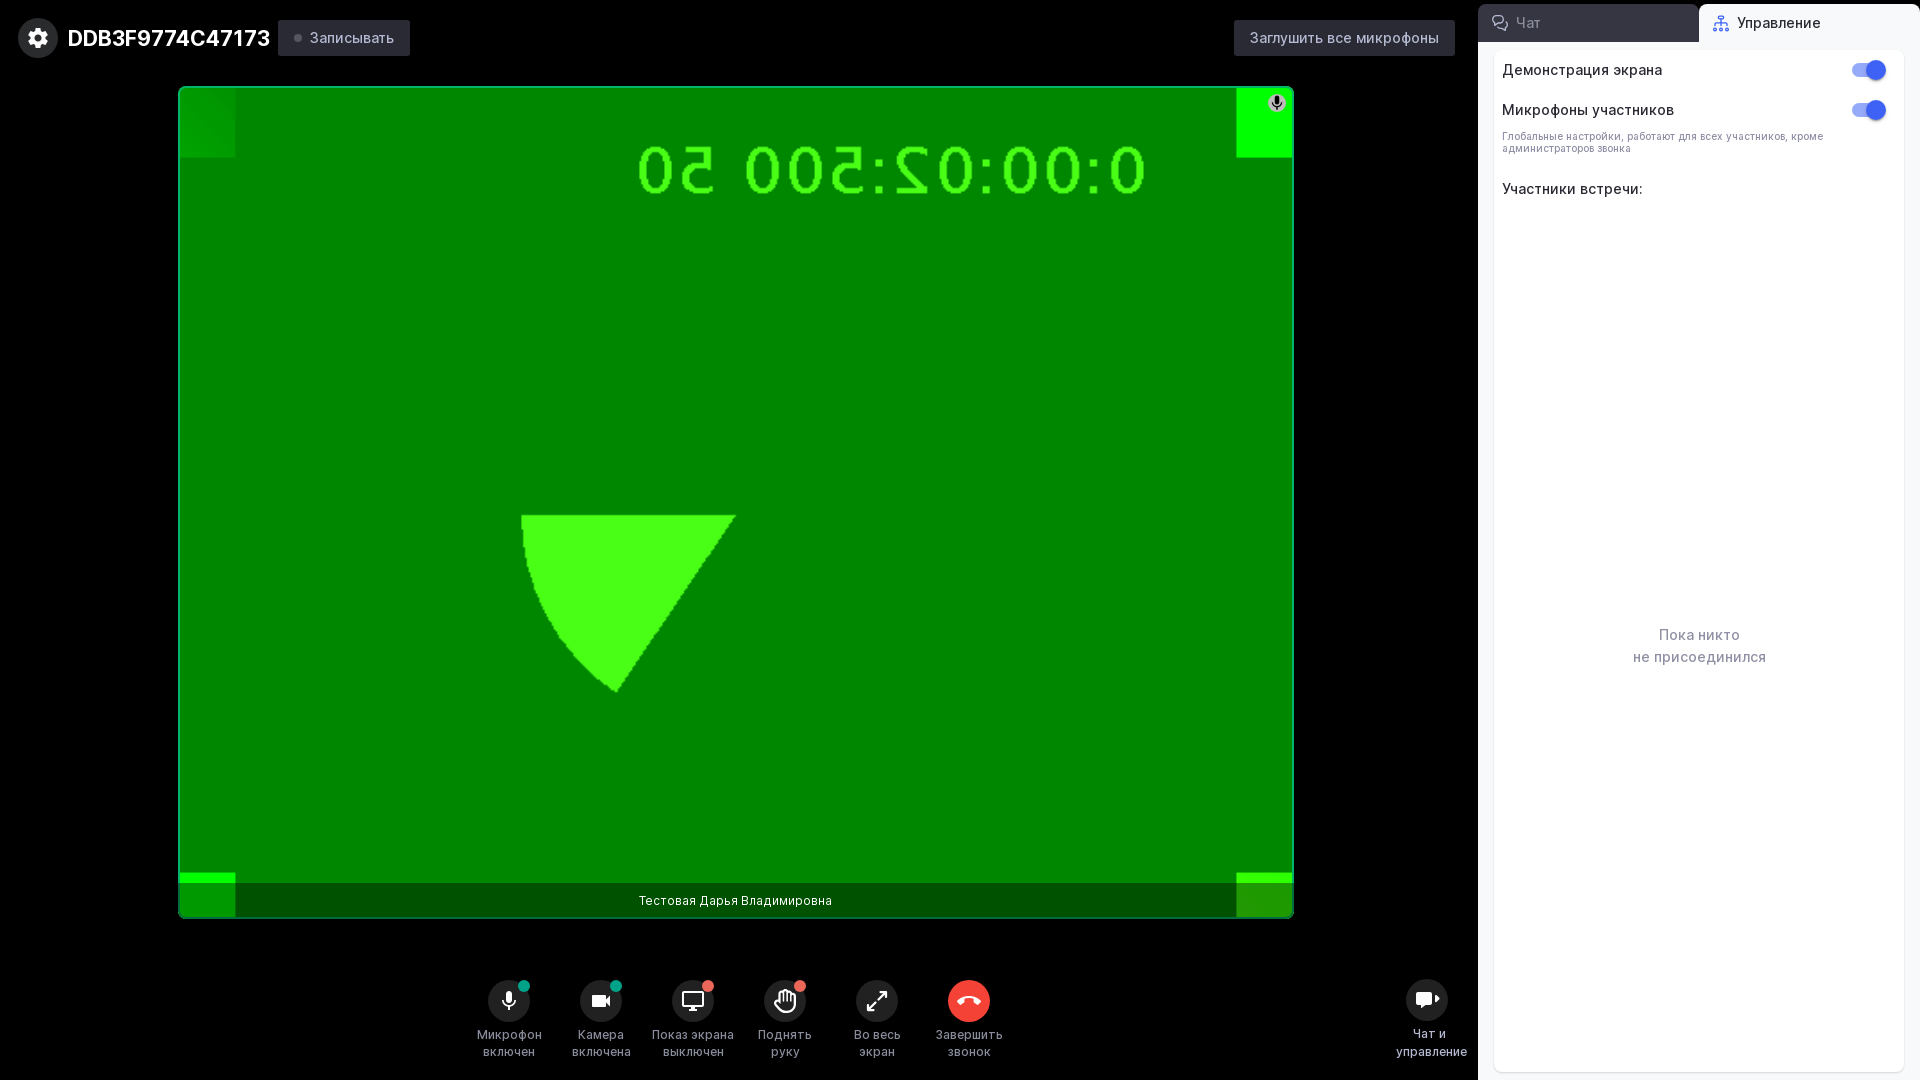 DDB3F9774C47173
Записывать
Заглушить все микрофоны
Чат
Управление
Демонстрация экрана
Микрофоны участников
Глобальные настройки, работают для всех участников, кроме
администраторов звонка
Участники встречи:
0:00:02:500 50
Пока никто
не присоединился
Тестовая Дарья Владимировна
Микрофон
включен
Камера
включена
Показ экрана
выключен
Поднять
руку
Во весь
экран
Завершить
звонок
Чат и
управление